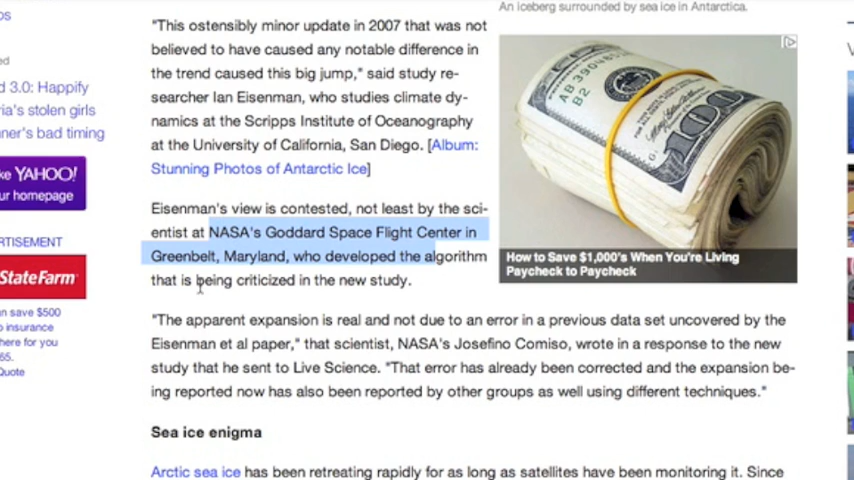 An iceberg surrounded by sea ice in Antarctica.
"This ostensibly minor update in 2007 that was not
believed to have caused any notable difference in
the trend caused this big jump," said study re-
searcher Ian Eisenman, who studies climate dy-
namics at the Scripps Institute of Oceanography
at the University of California, San Diego. [Album:
Stunning Photos of Antarctic Ice]
Eisenman's view is contested, not least by the sci-
entist at NASA's Goddard Space Flight Center in
Greenbelt, Maryland, who developed the algorithm
that is being criticized in the new study.
"The apparent expansion is real and not due to an error in a previous data set uncovered by the
Eisenman et al paper," that scientist, NASA's Josefino Comiso, wrote in a response to the new
study that he sent to Live Science. "That error has already been corrected and the expansion be-
ing reported now has also been reported by other groups as well using different techniques."
Sea ice enigma
Arctic sea ice has been retreating rapidly for as long as satellites have been monitoring it. Since
d 3.0: Happify
ia's stolen girls
ner's bad timing
ke YAHOO!
ur homepage
RTISEMENT
StateFarm
n save $500
o insurance
here for you
65.
Quote
AB 3904
B2
100
How to Save $1,000's When You're Living
Paycheck to Paycheck